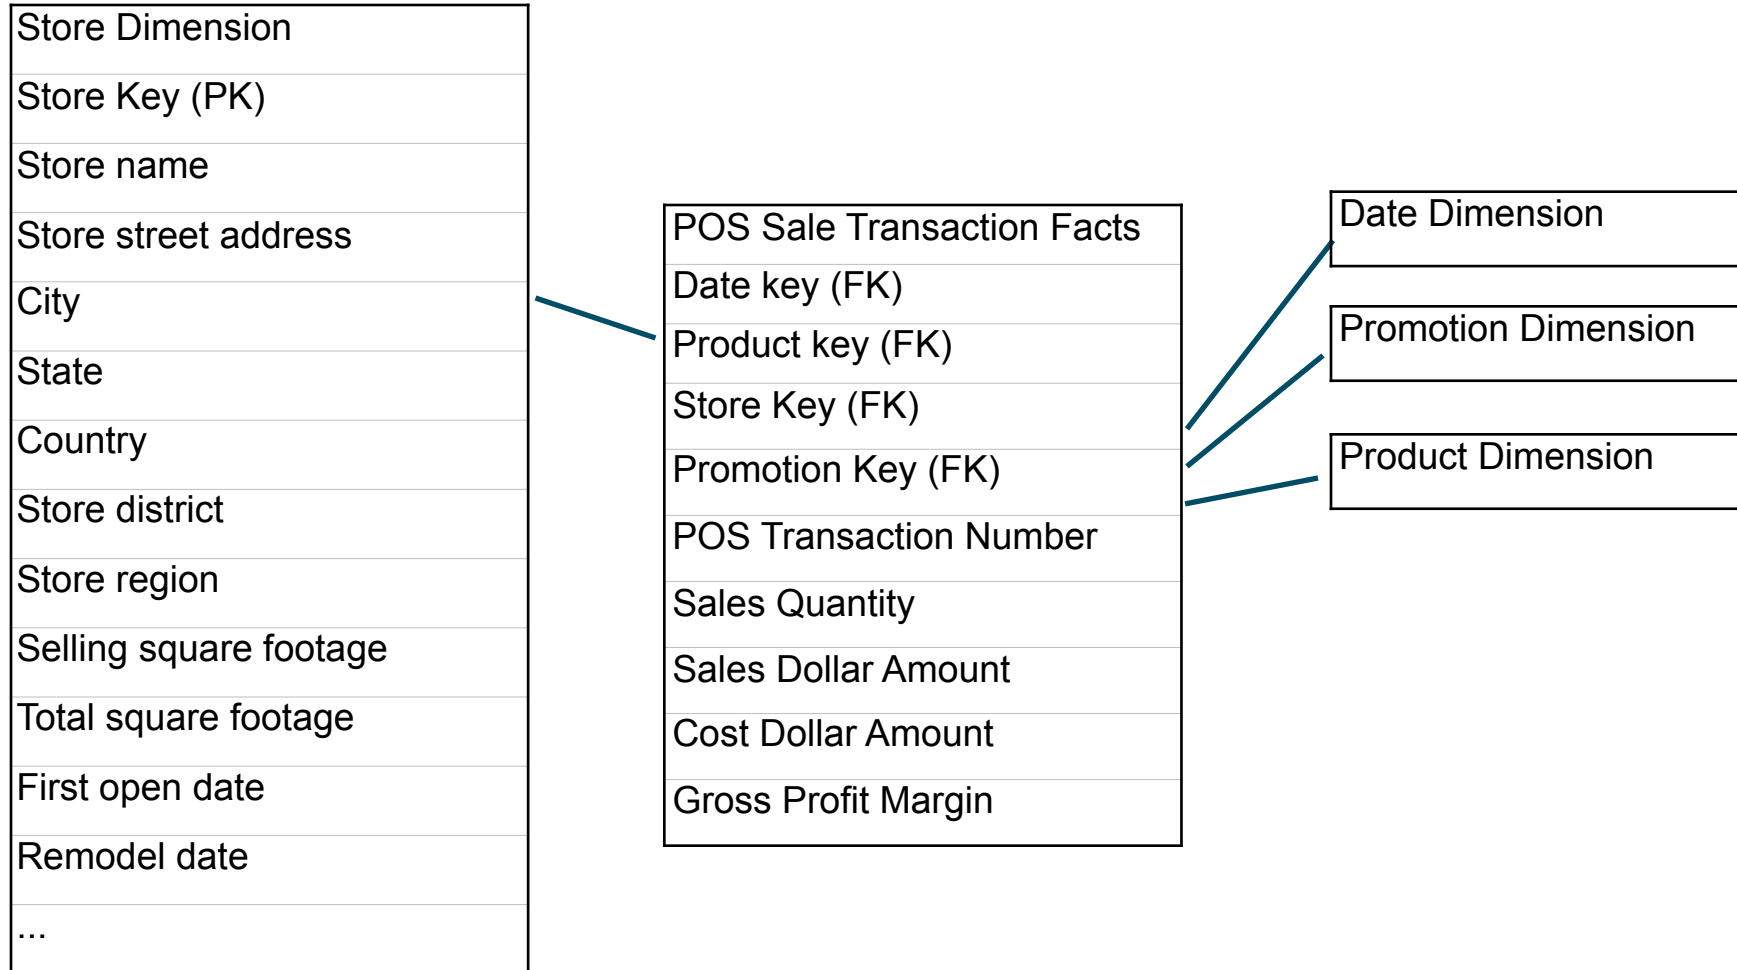 Store Dimension
Store Key (PK)
Store name
Store street address
City
State
Country
Store district
Store region
Selling square footage
Total square footage
First open date
Remodel date
...
POS Sale Transaction Facts
Date key (FK)
Product key (FK)
Store Key (FK)
Promotion Key (FK)
POS Transaction Number
Sales Quantity
Sales Dollar Amount
Cost Dollar Amount
Gross Profit Margin
Date Dimension
Promotion Dimension
Product Dimension